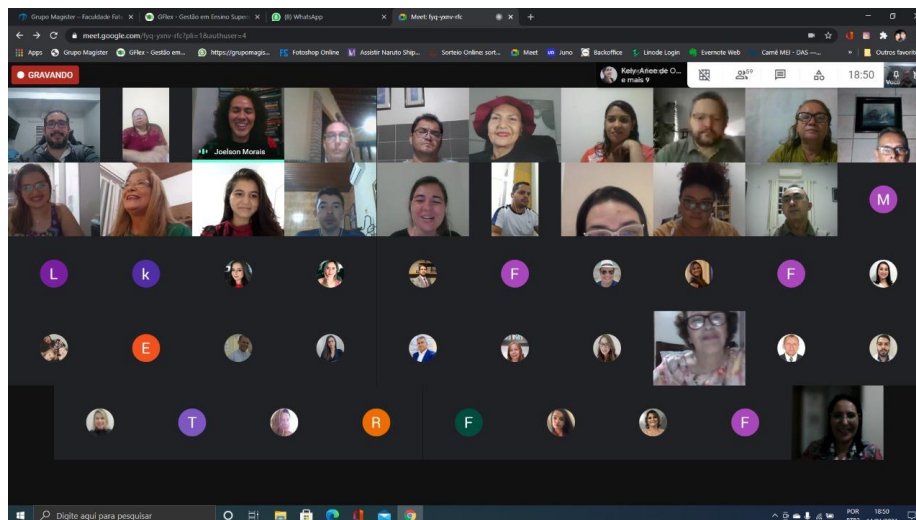 Grupo Magister – Faculdade Fate
GFlex - Gestão em Ensino Superi
(8) WhatsApp
Meet: fyq-yxnv-rfc
meet.google.com/fyq-yxnv-rfc?pli=1&authuser=4
Apps
Grupo Magister
GFlex - Gestão em...
https://grupomagis...
Fotoshop Online
Assistir Naruto Ship...
Sorteio Online: sort...
Meet
Juno
Backoffice
Linode Login
Evernote Web
Carnê MEI - DAS —...
Outros favorit
GRAVANDO
e mais 9
18:50
Você
Joelson Morais
M
L
k
F
F
E
T
R
F
F
Digite aqui para pesquisar
POR
18:50